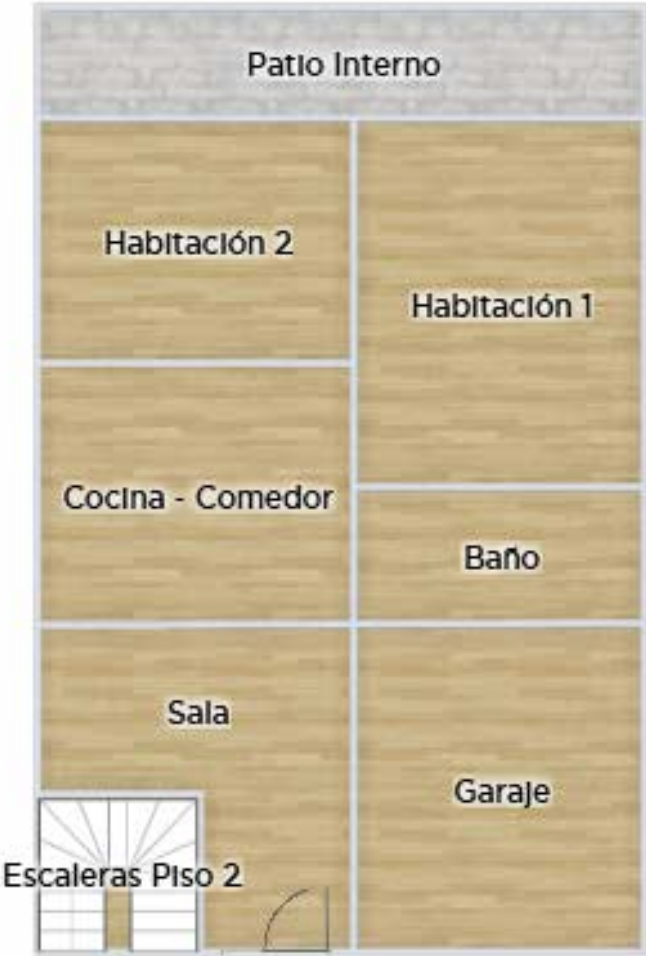 Patio Interno
Habitación 2
Habitación 1
Cocina - Comedor
Baño
Sala
Garaje
Escaleras Piso 2